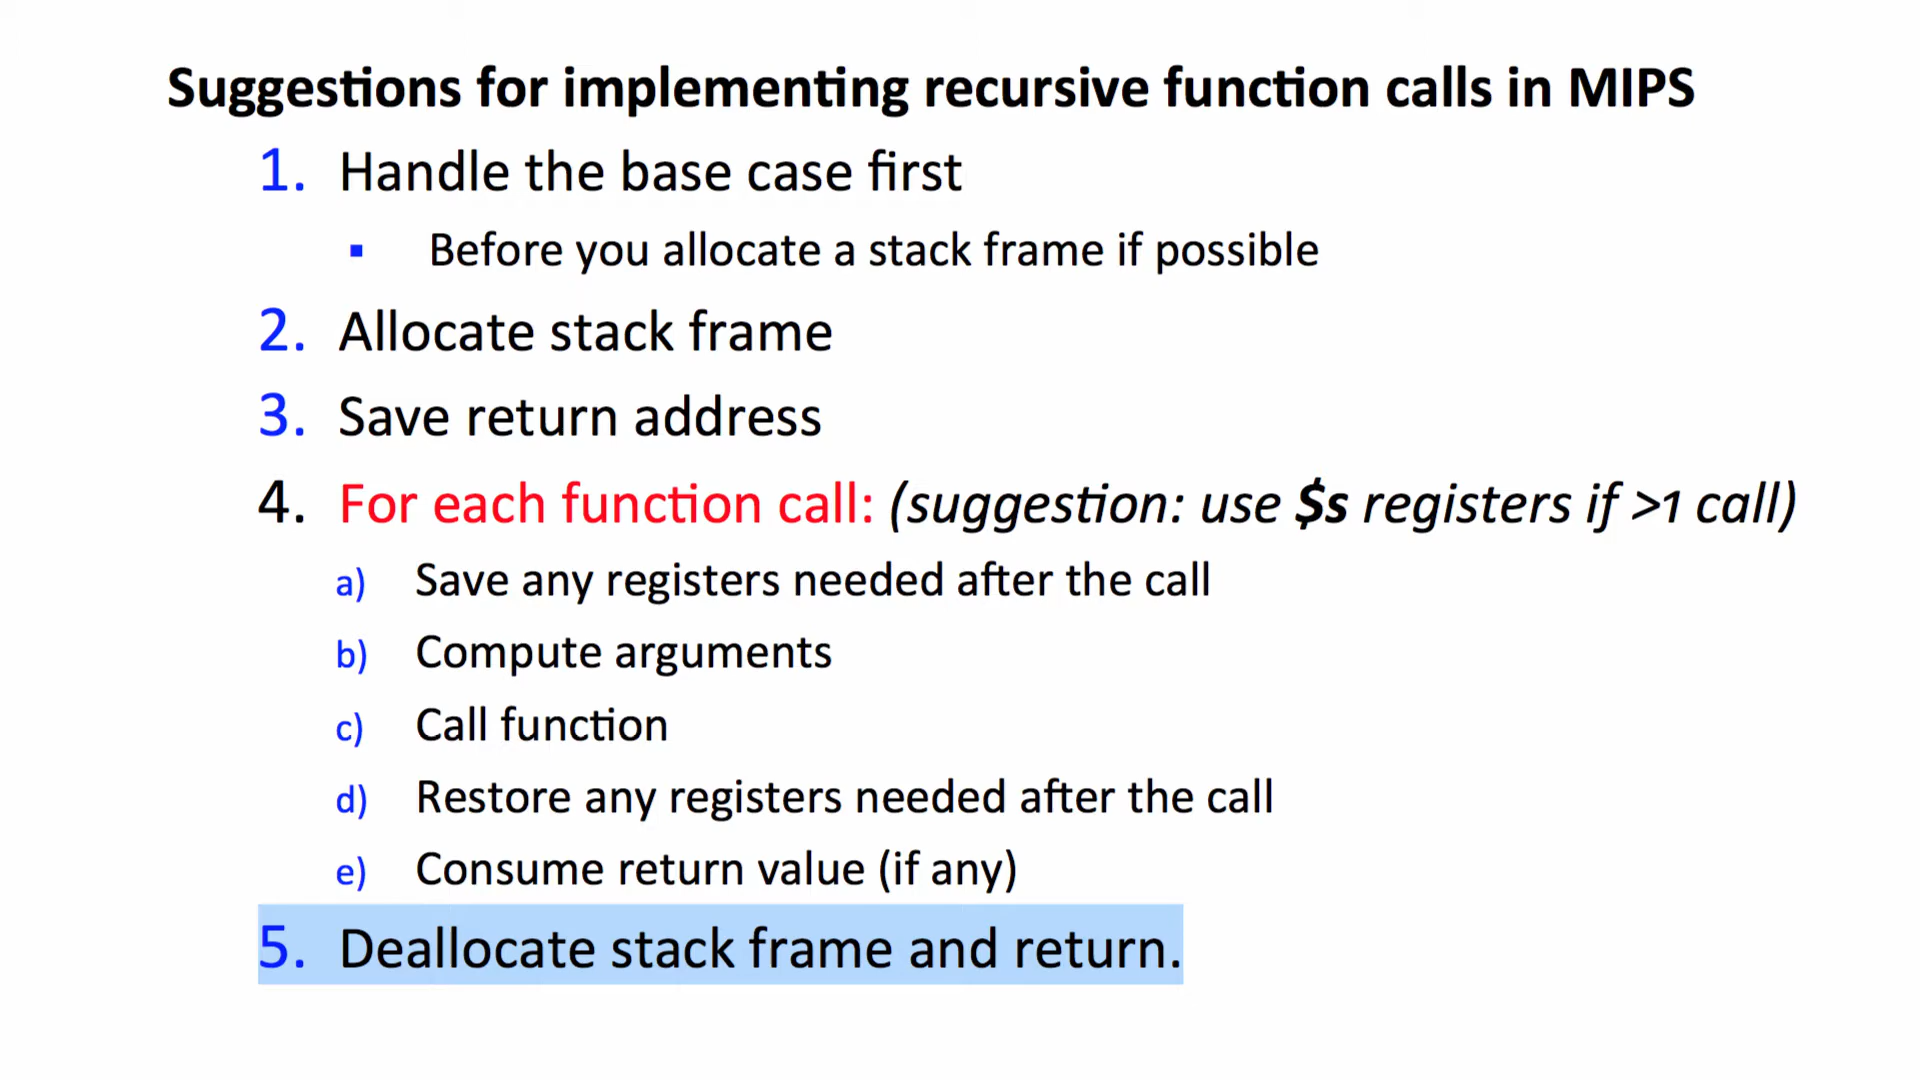 Suggestions for implementing recursive function calls in MIPS
1. Handle the base case first
▪ Before you allocate a stack frame if possible
2. Allocate stack frame
3. Save return address
4. For each function call: (suggestion: use $s registers if >1 call)
a) Save any registers needed after the call
b) Compute arguments
c) Call function
d) Restore any registers needed after the call
e) Consume return value (if any)
5. Deallocate stack frame and return.